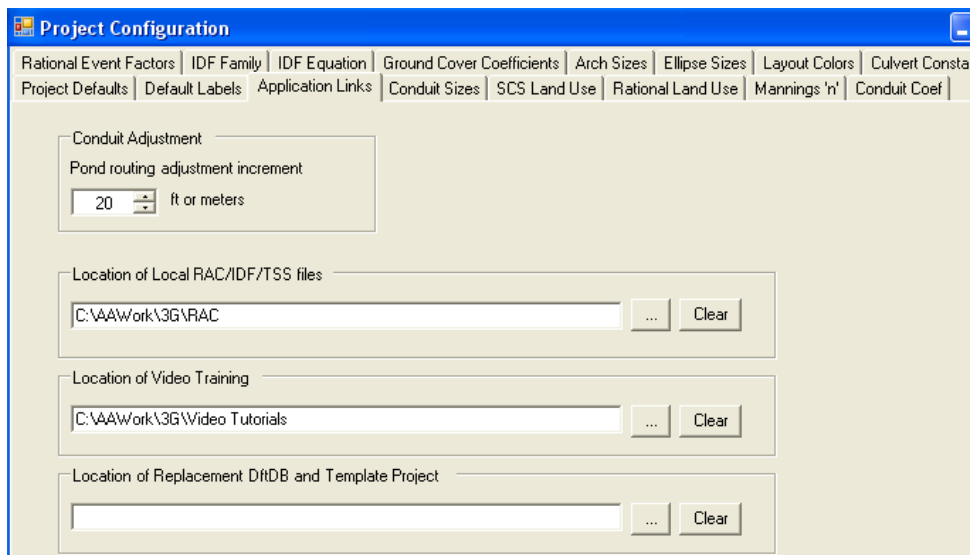 Project Configuration
Rational Event Factors IDF Family IDF Equation Ground Cover Coefficients Arch Sizes Ellipse Sizes Layout Colors Culvert Consta
Project Defaults Default Labels Application Links Conduit Sizes SCS Land Use Rational Land Use Mannings 'n' Conduit Coef
Conduit Adjustment
Pond routing adjustment increment
20 ft or meters
Location of Local RAC/IDF/TSS files
C:\AAWork\3G\RAC ... Clear
Location of Video Training
C:\AAWork\3G\Video Tutorials ... Clear
Location of Replacement DftDB and Template Project
... Clear